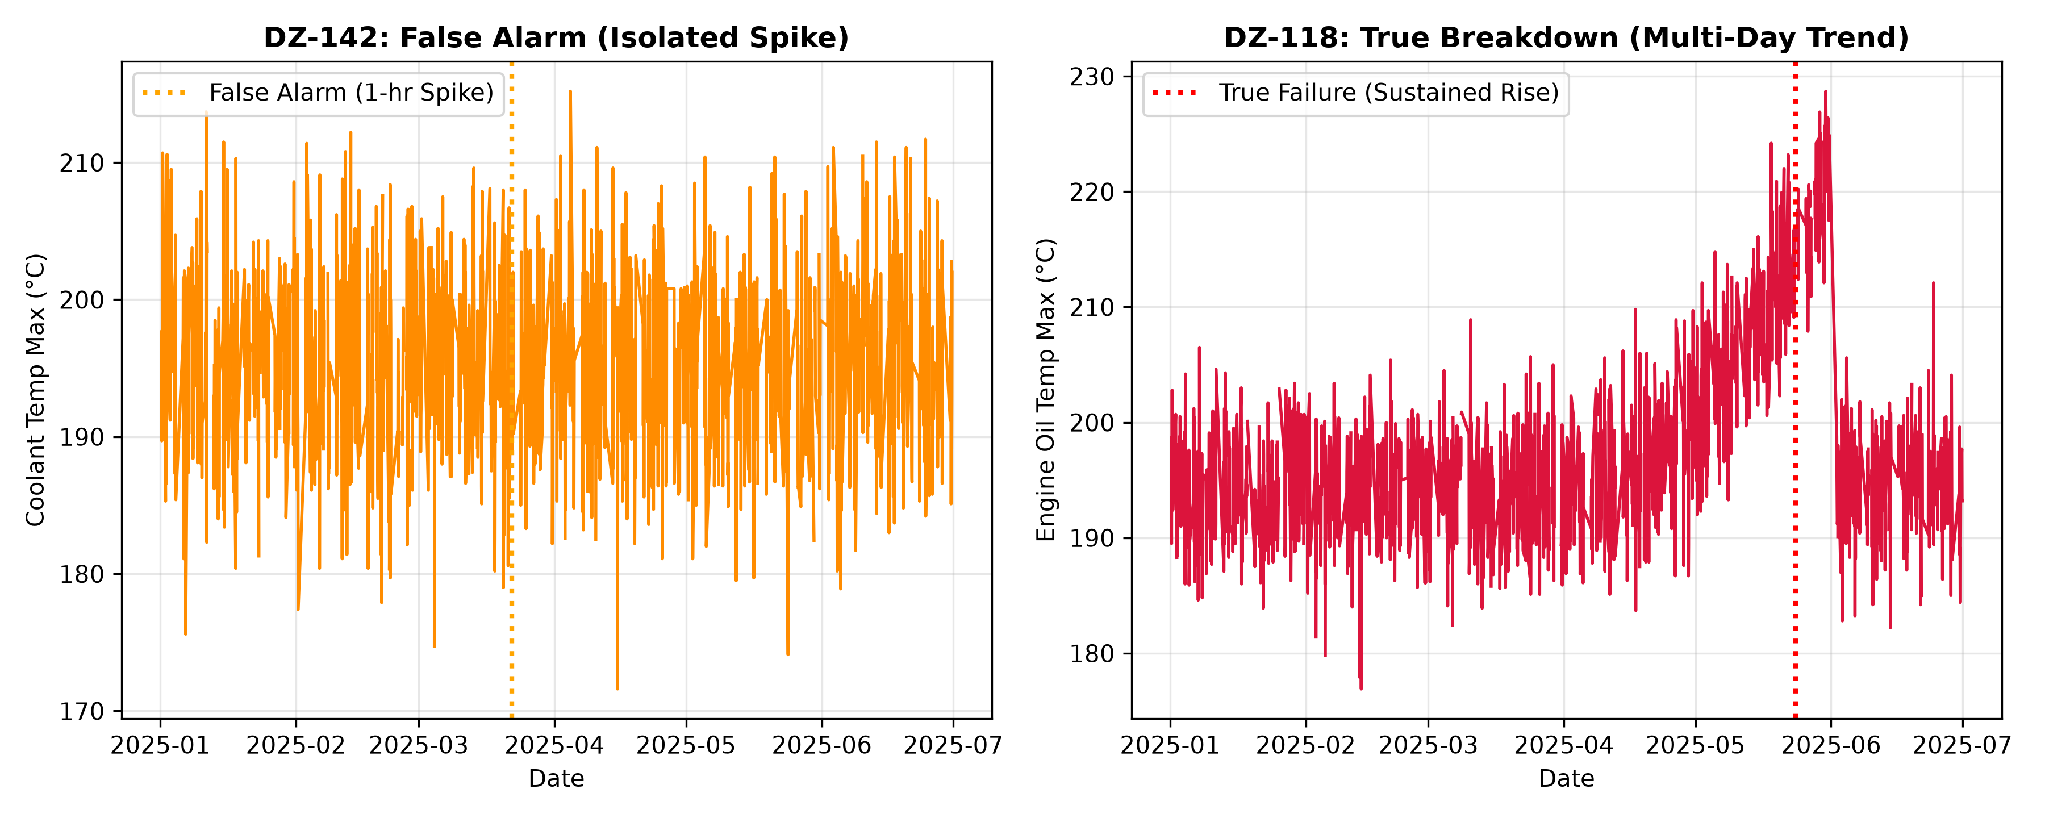 DZ-142: False Alarm (Isolated Spike)
False Alarm (1-hr Spike)
Coolant Temp Max (°C)
210
200
190
180
170
2025-01 2025-02 2025-03 2025-04 2025-05 2025-06 2025-07
Date
DZ-118: True Breakdown (Multi-Day Trend)
True Failure (Sustained Rise)
Engine Oil Temp Max (°C)
230
220
210
200
190
180
2025-01 2025-02 2025-03 2025-04 2025-05 2025-06 2025-07
Date